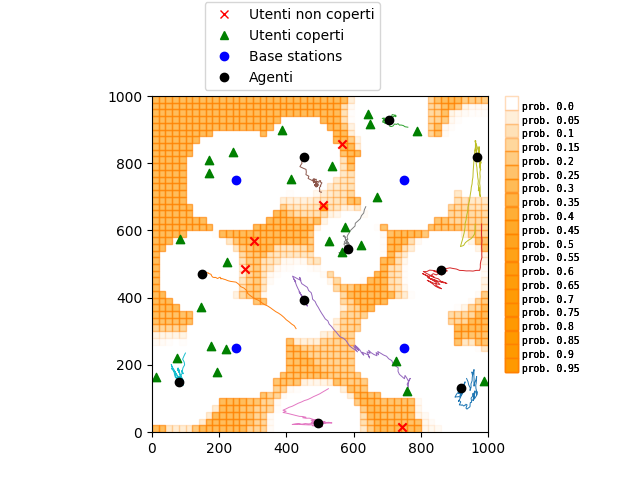 Utenti non coperti
Utenti coperti
Base stations
Agenti
1000
800
600
400
200
0
0
200
400
600
800
1000
prob. 0.0
prob. 0.05
prob. 0.1
prob. 0.15
prob. 0.2
prob. 0.25
prob. 0.3
prob. 0.35
prob. 0.4
prob. 0.45
prob. 0.5
prob. 0.55
prob. 0.6
prob. 0.65
prob. 0.7
prob. 0.75
prob. 0.8
prob. 0.85
prob. 0.9
prob. 0.95